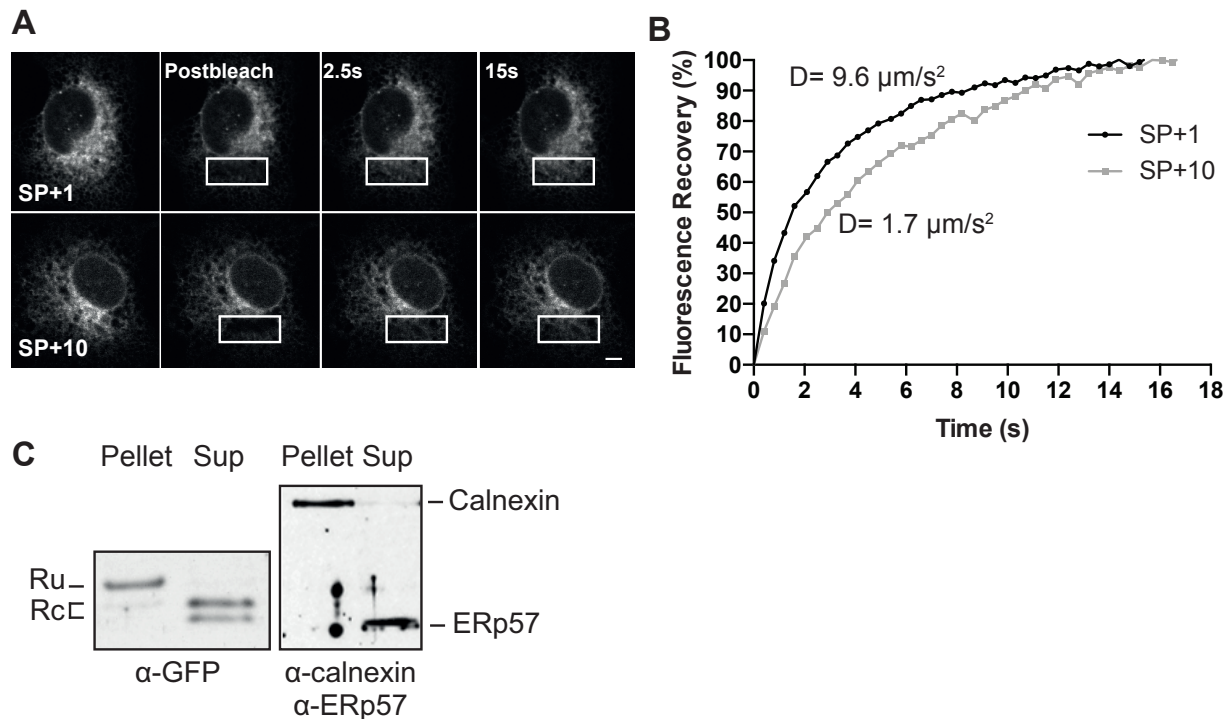 A
Postbleach
2.5s
15s
SP+1
SP+10
B
Fluorescence Recovery (%)
100
90
80
70
60
50
40
30
20
10
0
D= 9.6 μm/s²
D= 1.7 μm/s²
SP+1
SP+10
0 2 4 6 8 10 12 14 16 18
Time (s)
C
Pellet Sup
Ru
Rc
α-GFP
Pellet Sup
Calnexin
ERp57
α-calnexin
α-ERp57